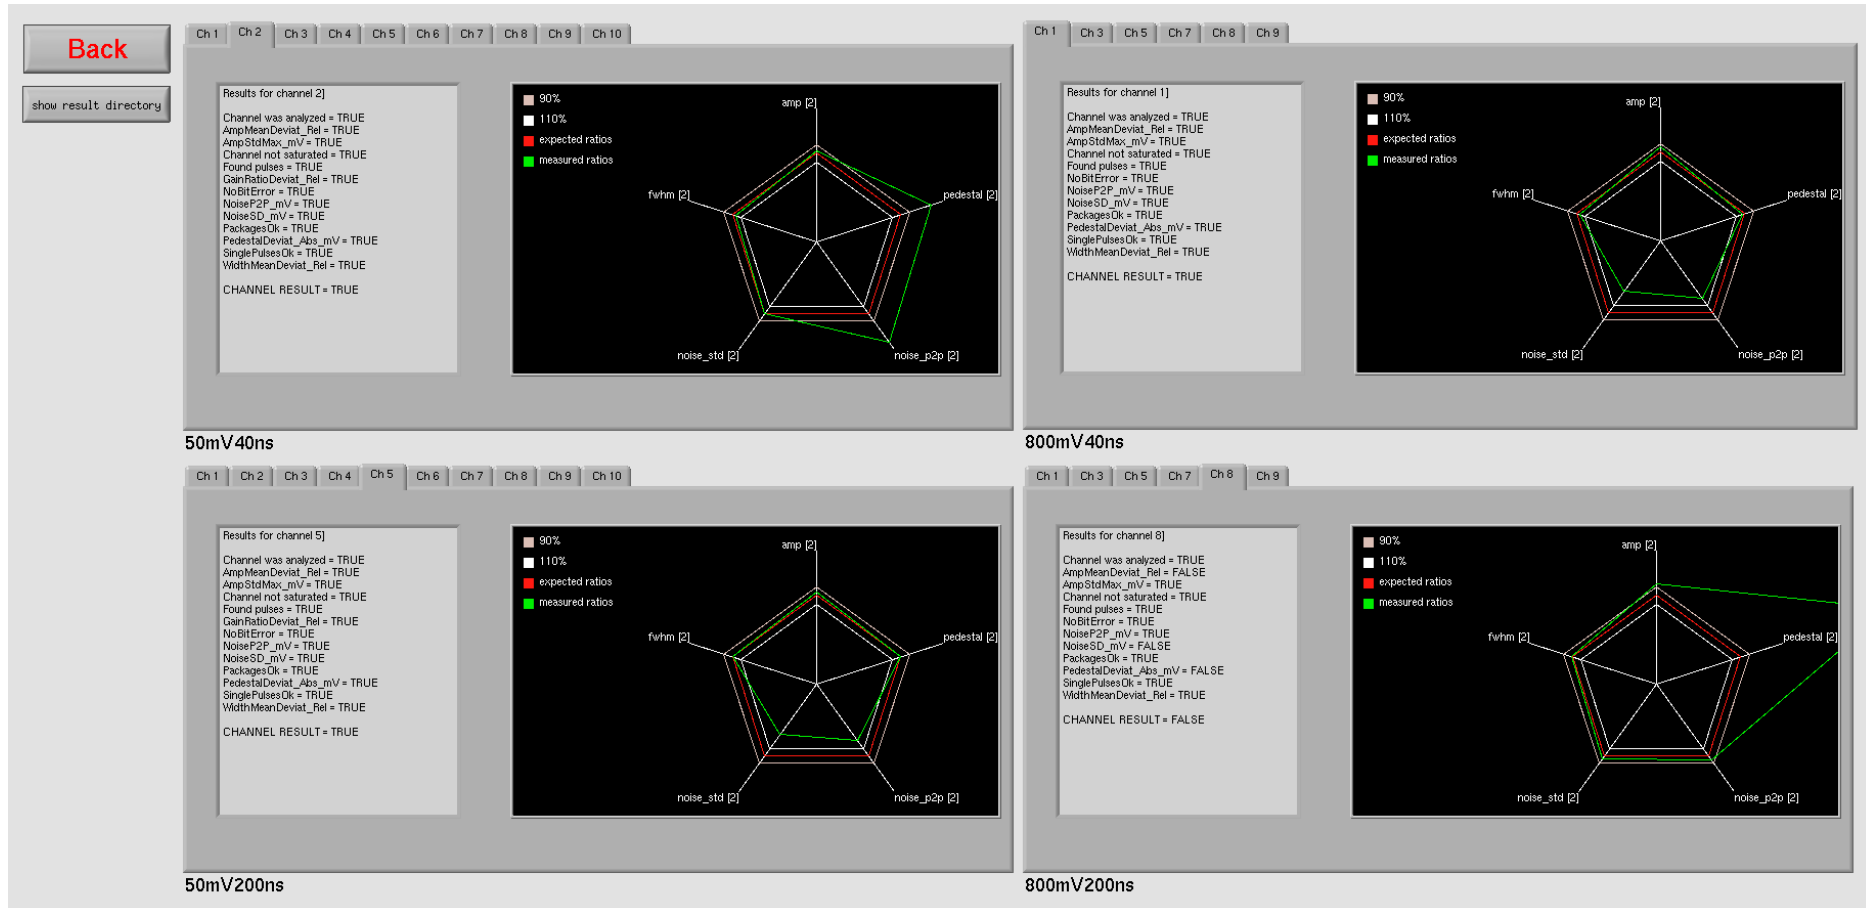 Back
show result directory
Ch 1 Ch 2 Ch 3 Ch 4 Ch 5 Ch 6 Ch 7 Ch 8 Ch 9 Ch 10
Results for channel 2]
Channel was analyzed = TRUE
AmpMeanDeviat_Rel = TRUE
AmpStdMax_mV = TRUE
Channel not saturated = TRUE
Found pulses = TRUE
GainRatioDeviat_Rel = TRUE
NoBitError = TRUE
NoiseP2P_mV = TRUE
NoiseSD_mV = TRUE
PackagesOk = TRUE
PedestalDeviat_Abs_mV = TRUE
SinglePulsesOk = TRUE
WidthMeanDeviat_Rel = TRUE
CHANNEL RESULT = TRUE
90%
110%
expected ratios
measured ratios
amp [2]
fwhm [2]
pedestal [2]
noise_std [2]
noise_p2p [2]
50mV40ns
Ch 1 Ch 3 Ch 5 Ch 7 Ch 8 Ch 9
Results for channel 1]
Channel was analyzed = TRUE
AmpMeanDeviat_Rel = TRUE
AmpStdMax_mV = TRUE
Channel not saturated = TRUE
Found pulses = TRUE
NoBitError = TRUE
NoiseP2P_mV = TRUE
NoiseSD_mV = TRUE
PackagesOk = TRUE
PedestalDeviat_Abs_mV = TRUE
SinglePulsesOk = TRUE
WidthMeanDeviat_Rel = TRUE
CHANNEL RESULT = TRUE
90%
110%
expected ratios
measured ratios
amp [2]
fwhm [2]
pedestal [2]
noise_std [2]
noise_p2p [2]
800mV40ns
Ch 1 Ch 2 Ch 3 Ch 4 Ch 5 Ch 6 Ch 7 Ch 8 Ch 9 Ch 10
Results for channel 5]
Channel was analyzed = TRUE
AmpMeanDeviat_Rel = TRUE
AmpStdMax_mV = TRUE
Channel not saturated = TRUE
Found pulses = TRUE
GainRatioDeviat_Rel = TRUE
NoBitError = TRUE
NoiseP2P_mV = TRUE
NoiseSD_mV = TRUE
PackagesOk = TRUE
PedestalDeviat_Abs_mV = TRUE
SinglePulsesOk = TRUE
WidthMeanDeviat_Rel = TRUE
CHANNEL RESULT = TRUE
90%
110%
expected ratios
measured ratios
amp [2]
fwhm [2]
pedestal [2]
noise_std [2]
noise_p2p [2]
50mV200ns
Ch 1 Ch 3 Ch 5 Ch 7 Ch 8 Ch 9
Results for channel 8]
Channel was analyzed = TRUE
AmpMeanDeviat_Rel = FALSE
AmpStdMax_mV = TRUE
Channel not saturated = TRUE
Found pulses = TRUE
NoBitError = TRUE
NoiseP2P_mV = TRUE
NoiseSD_mV = FALSE
PackagesOk = TRUE
PedestalDeviat_Abs_mV = FALSE
SinglePulsesOk = TRUE
WidthMeanDeviat_Rel = TRUE
CHANNEL RESULT = FALSE
90%
110%
expected ratios
measured ratios
amp [2]
fwhm [2]
pedestal [2]
noise_std [2]
noise_p2p [2]
800mV200ns